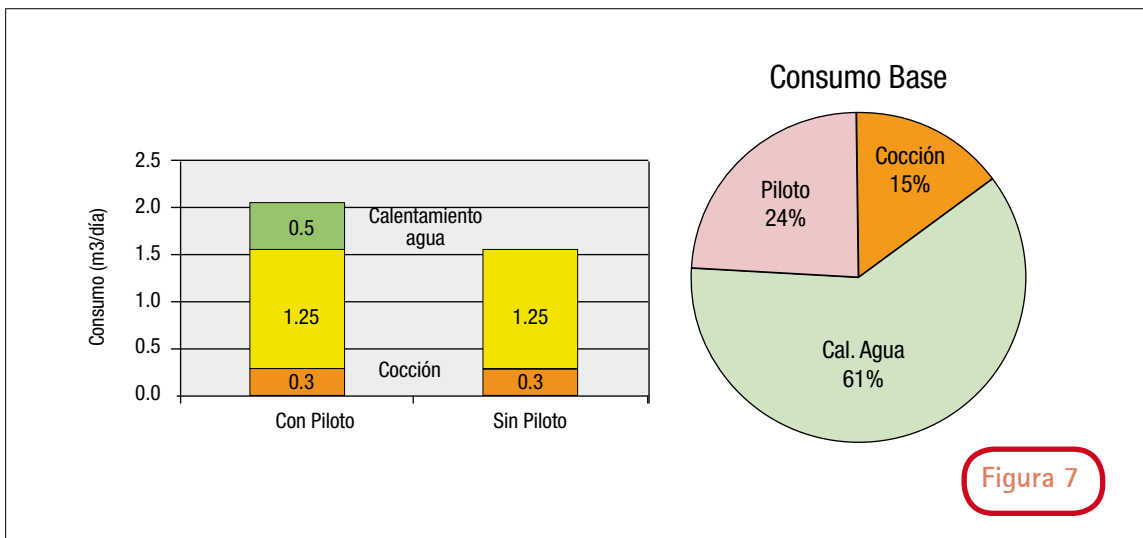 Consumo Base
Consumo (m3/día)
2.5
2.0
1.5
1.0
0.5
0.0
0.5
1.25
0.3
Calentamiento
agua
Cocción
1.25
0.3
Con Piloto
Sin Piloto
Piloto
24%
Cocción
15%
Cal. Agua
61%
Figura 7